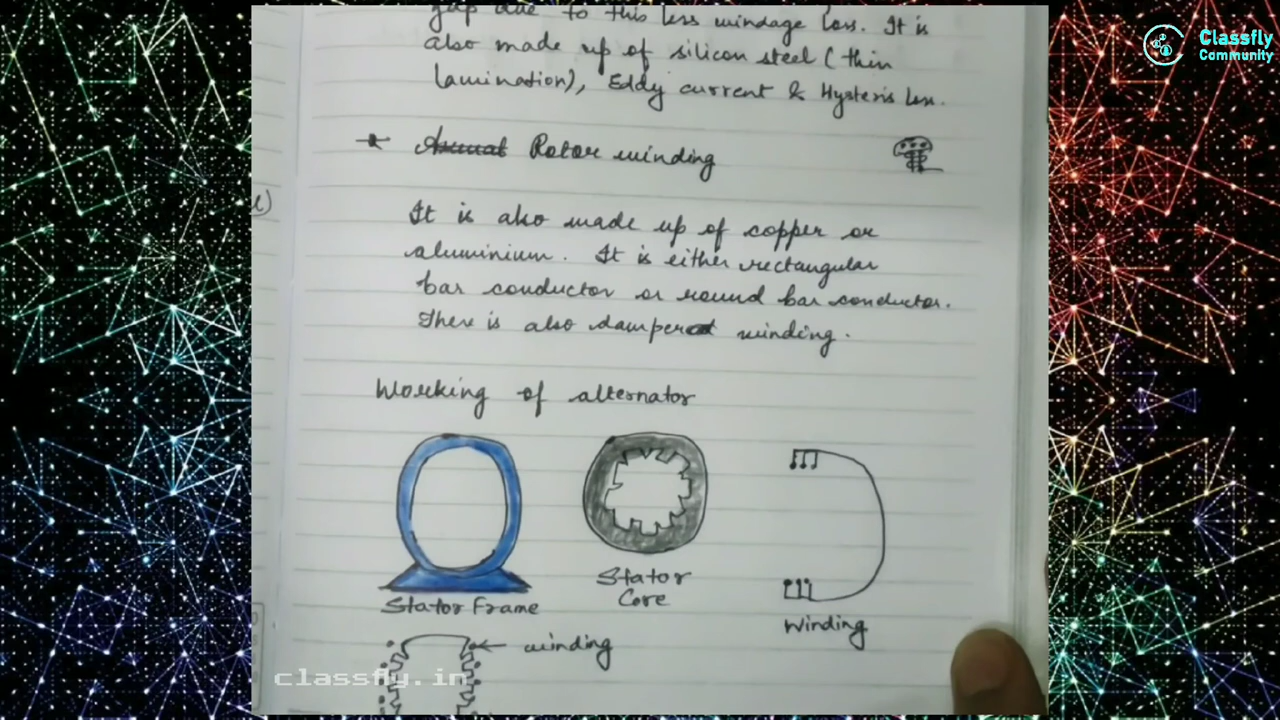 gap due to this less windage loss. It is
also made up of silicon steel (thin
lamination), Eddy current & Hysteris loss.
Rotor winding
It is also made up of copper or
aluminium. It is either rectangular
bar conductor or round bar conductor.
There is also damper winding.
Working of alternator
Stator Frame
Stator
Core
Winding
winding
classfly.in
Classfly
Community